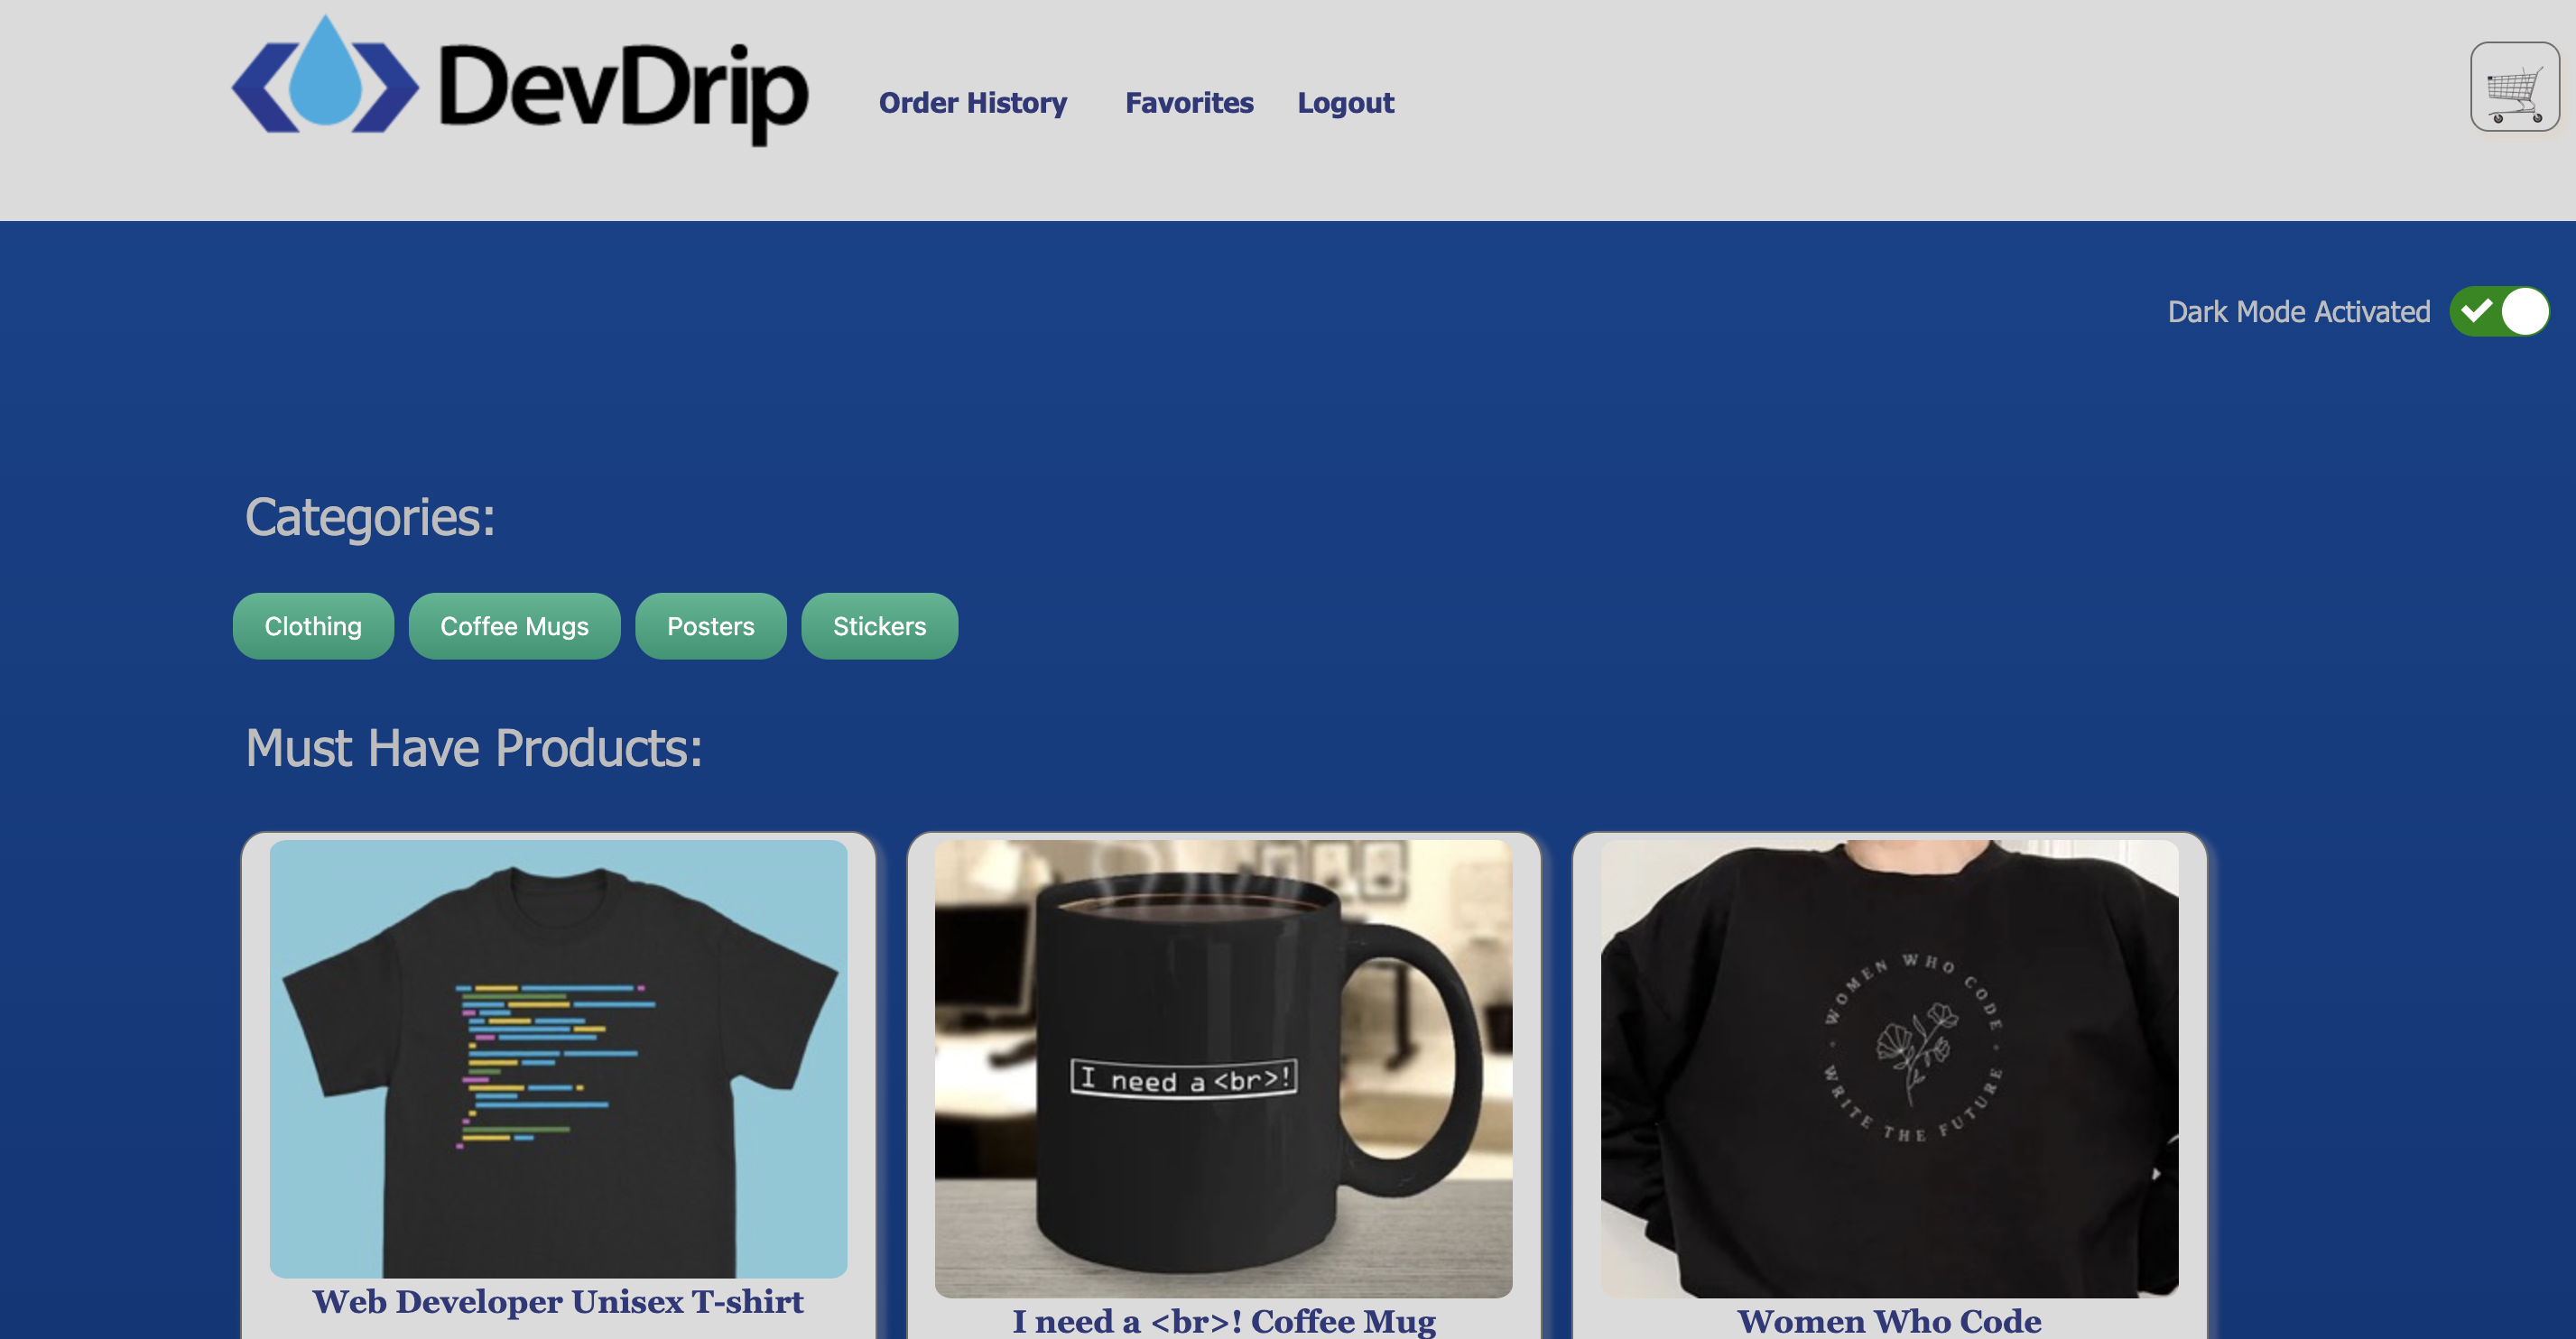 DevDrip
Order History Favorites Logout
Dark Mode Activated
Categories:
Clothing Coffee Mugs Posters Stickers
Must Have Products:
I need a <br>!
WOMEN WHO CODE
WRITE THE FUTURE
Web Developer Unisex T-shirt
I need a <br>! Coffee Mug
Women Who Code